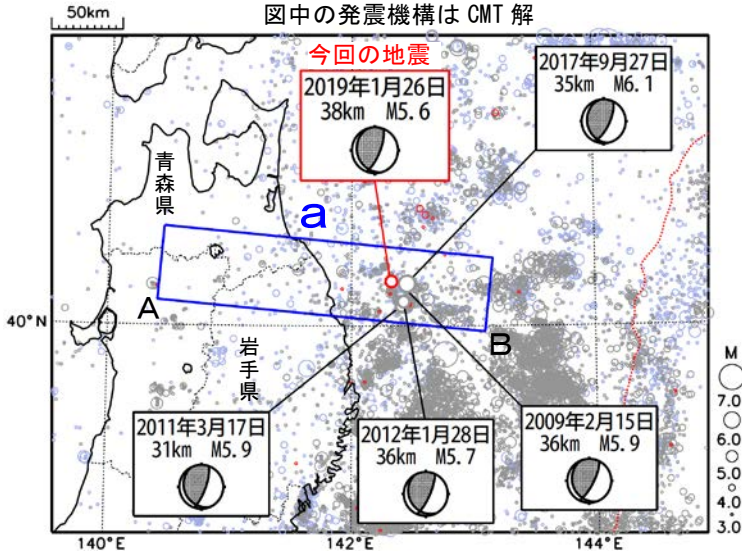 50km
図中の発震機構は CMT 解
今回の地震
2019年1月26日
38km M5.6
2017年9月27日
35km M6.1
青森県
a
A
40°N
B
岩手県
M
7.0
6.0
5.0
4.0
3.0
2011年3月17日
31km M5.9
2012年1月28日
36km M5.7
2009年2月15日
36km M5.9
140°E
142°E
144°E